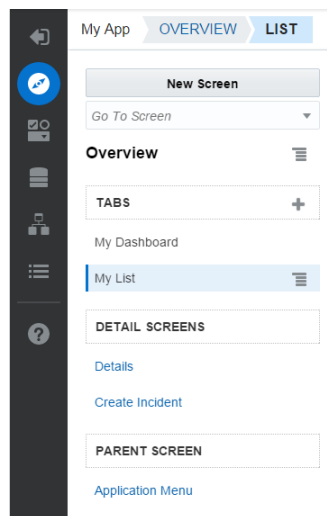 My App OVERVIEW LIST
New Screen
Go To Screen
Overview
TABS
My Dashboard
My List
DETAIL SCREENS
Details
Create Incident
PARENT SCREEN
Application Menu